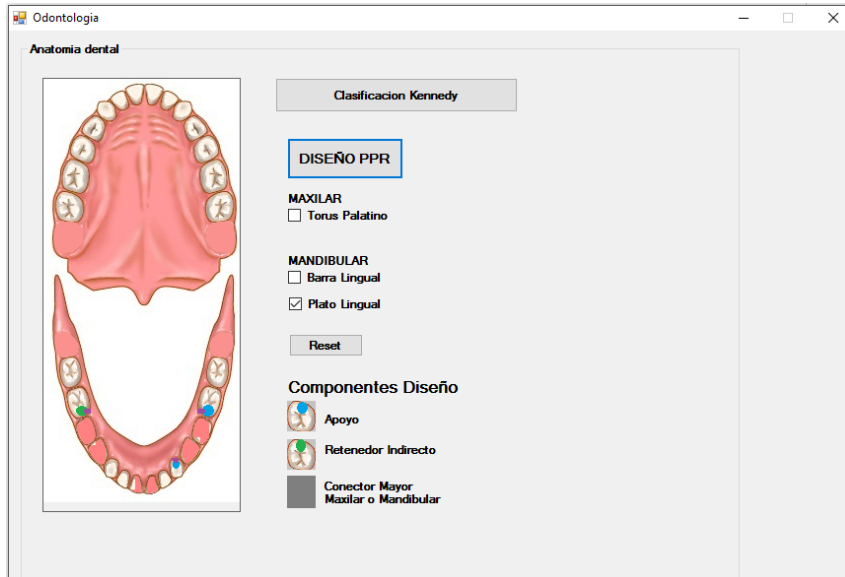 Odontologia
Anatomia dental
Clasificacion Kennedy
DISEÑO PPR
MAXILAR
Torus Palatino
MANDIBULAR
Barra Lingual
Plato Lingual
Reset
Componentes Diseño
Apoyo
Retenedor Indirecto
Conector Mayor
Maxilar o Mandibular